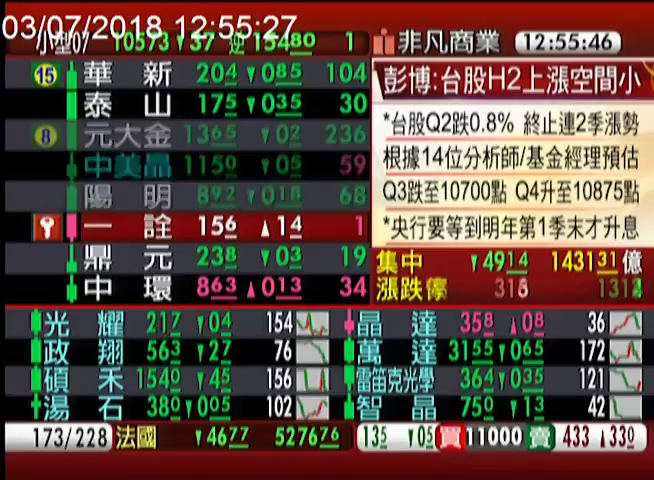 03/07/2018 12:55:27
小型07 10573 ▼37 逆 15480 1
非凡商業 12:55:46
15 華新 204 ▼085 104
泰山 175 ▼035 30
8 元大金 1365 ▼02 236
中美晶 1150 ▼05 59
陽明 892 ▼018 68
一詮 156 ▲14 1
鼎元 238 ▼03 19
中環 863 ▲013 34
彭博:台股H2上漲空間小
*台股Q2跌0.8% 終止連2季漲勢
根據14位分析師/基金經理預估
Q3跌至10700點 Q4升至10875點
*央行要等到明年第1季末才升息
集中 ▼4914 143131億
漲跌停 318 1312
光耀 217 ▼04 154
晶達 358 ▲08 36
政翔 563 ▼27 76
萬達 3155 ▼065 172
碩禾 1540 ▼45 156
雷笛克光學 364 ▼035 121
湯石 380 ▼005 102
智晶 750 ▼13 42
173/228 法國 ▼4677 527676
135 ▼05 買 11000 賣 433 ▲330